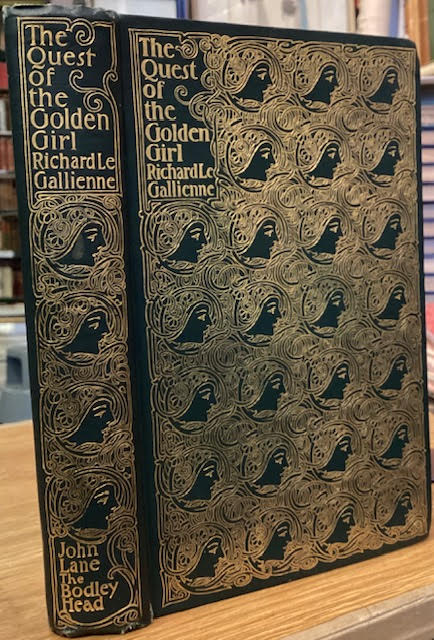 The
Quest
of
the
Golden
Girl
Richard Le
Gallienne
John
Lane
The
Bodley
Head
The
Quest
of
the
Golden
Girl
Richard Le
Gallienne